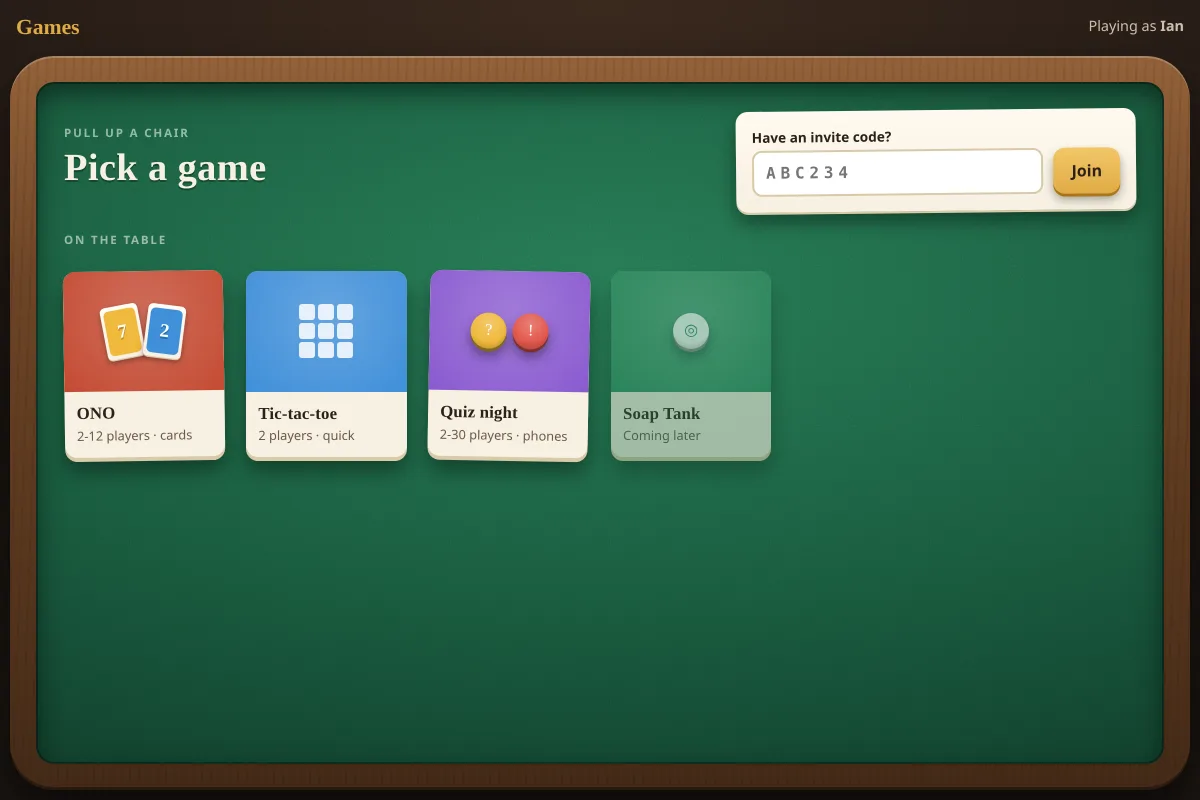 Games
Playing as Ian
PULL UP A CHAIR
Pick a game
Have an invite code?
ABC234
Join
ON THE TABLE
7 2
ONO
2-12 players · cards
Tic-tac-toe
2 players · quick
? !
Quiz night
2-30 players · phones
◎
Soap Tank
Coming later